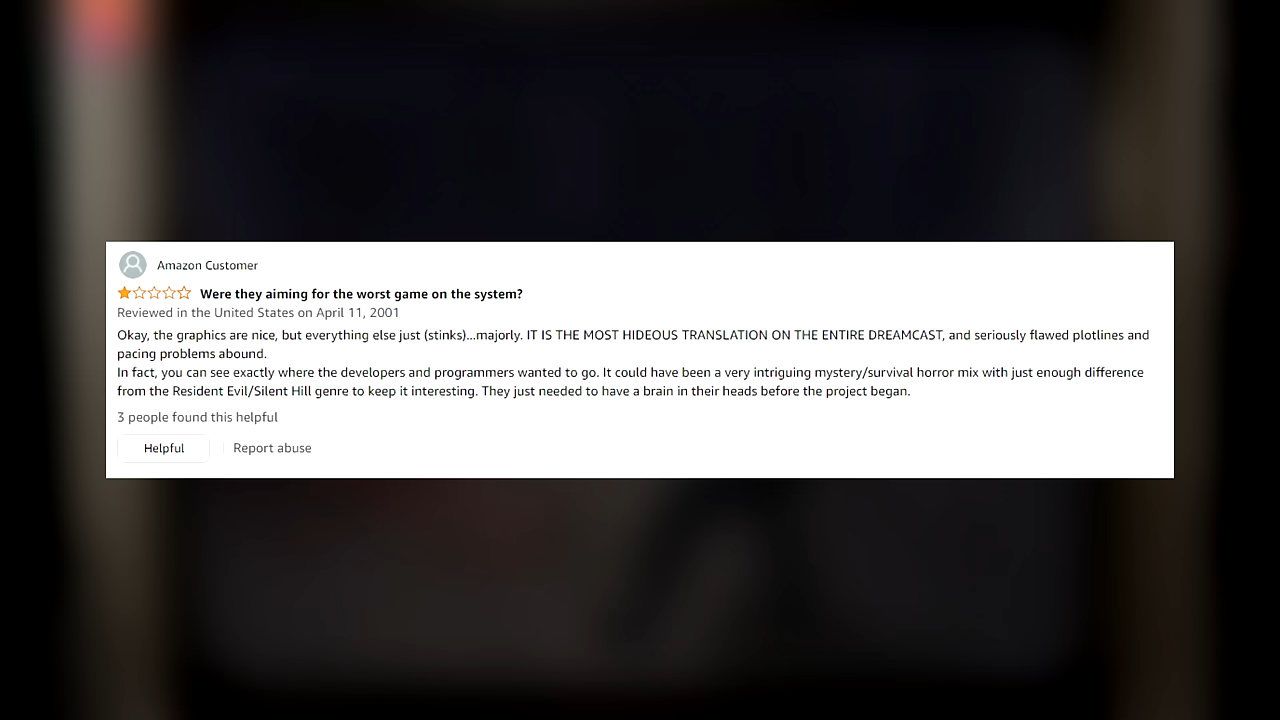 Amazon Customer
Were they aiming for the worst game on the system?
Reviewed in the United States on April 11, 2001
Okay, the graphics are nice, but everything else just (stinks)...majorly. IT IS THE MOST HIDEOUS TRANSLATION ON THE ENTIRE DREAMCAST, and seriously flawed plotlines and
pacing problems abound.
In fact, you can see exactly where the developers and programmers wanted to go. It could have been a very intriguing mystery/survival horror mix with just enough difference
from the Resident Evil/Silent Hill genre to keep it interesting. They just needed to have a brain in their heads before the project began.
3 people found this helpful
Helpful
Report abuse